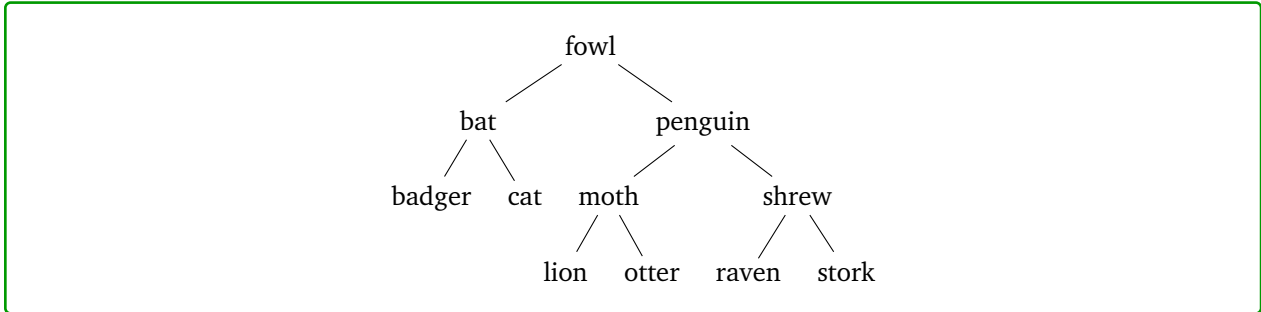 fowl
bat penguin
badger cat moth shrew
lion otter raven stork